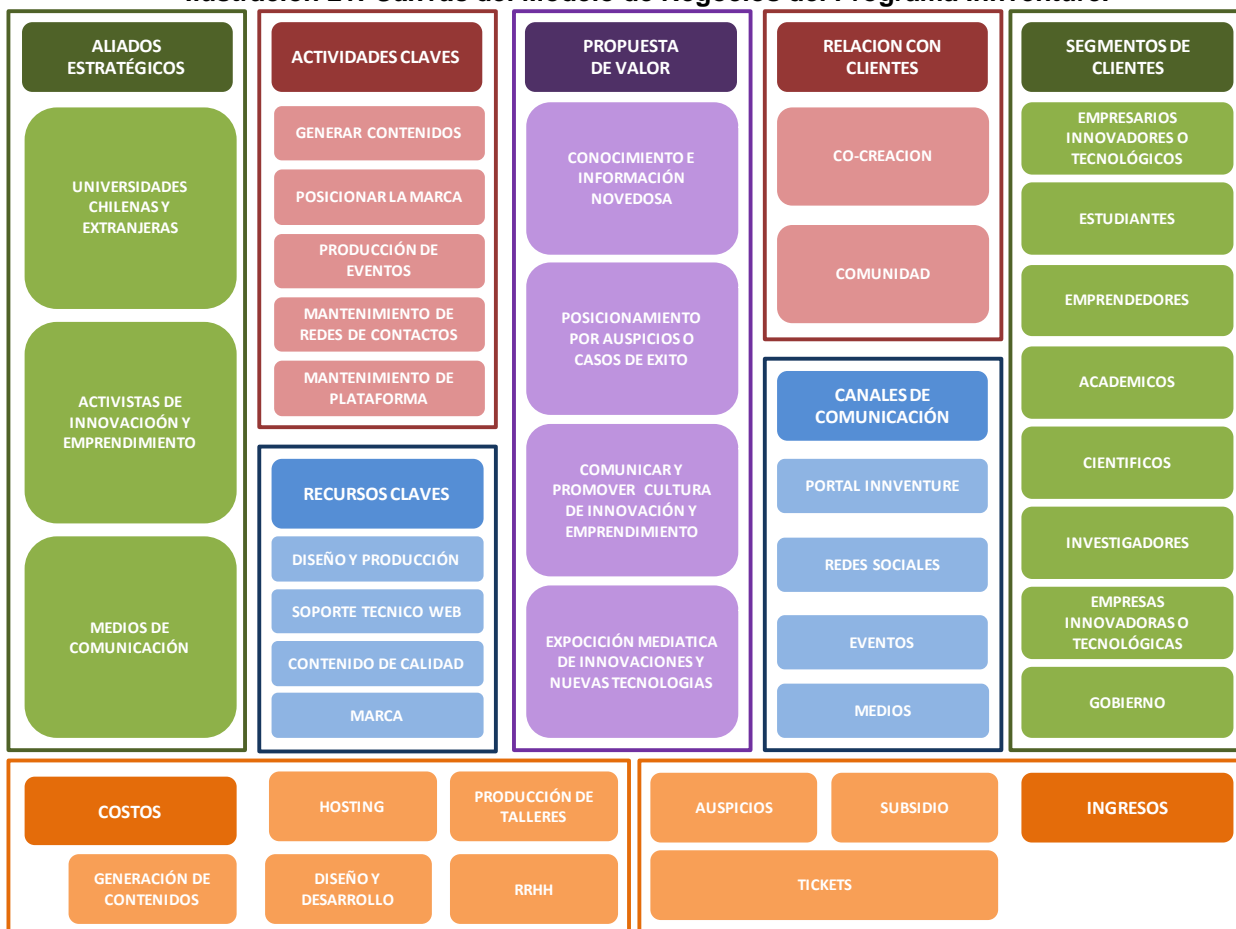 ALIADOS
ESTRATÉGICOS
UNIVERSIDADES
CHILENAS Y
EXTRANJERAS
ACTIVISTAS DE
INNOVACIOÓN Y
EMPRENDIMIENTO
MEDIOS DE
COMUNICACIÓN
ACTIVIDADES CLAVES
GENERAR CONTENIDOS
POSICIONAR LA MARCA
PRODUCCIÓN DE
EVENTOS
MANTENIMIENTO DE
REDES DE CONTACTOS
MANTENIMIENTO DE
PLATAFORMA
RECURSOS CLAVES
DISEÑO Y PRODUCCIÓN
SOPORTE TECNICO WEB
CONTENIDO DE CALIDAD
MARCA
PROPUESTA
DE VALOR
CONOCIMIENTO E
INFORMACIÓN
NOVEDOSA
POSICIONAMIENTO
POR AUSPICIOS O
CASOS DE EXITO
COMUNICAR Y
PROMOVER CULTURA
DE INNOVACIÓN Y
EMPRENDIMIENTO
EXPOCICIÓN MEDIATICA
DE INNOVACIONES Y
NUEVAS TECNOLOGIAS
RELACION CON
CLIENTES
CO-CREACION
COMUNIDAD
CANALES DE
COMUNICACIÓN
PORTAL INNVENTURE
REDES SOCIALES
EVENTOS
MEDIOS
SEGMENTOS DE
CLIENTES
EMPRESARIOS
INNOVADORES O
TECNOLÓGICOS
ESTUDIANTES
EMPRENDEDORES
ACADEMICOS
CIENTIFICOS
INVESTIGADORES
EMPRESAS
INNOVADORAS O
TECNOLÓGICAS
GOBIERNO
COSTOS
HOSTING
PRODUCCIÓN DE
TALLERES
GENERACIÓN DE
CONTENIDOS
DISEÑO Y
DESARROLLO
RRHH
AUSPICIOS
SUBSIDIO
INGRESOS
TICKETS